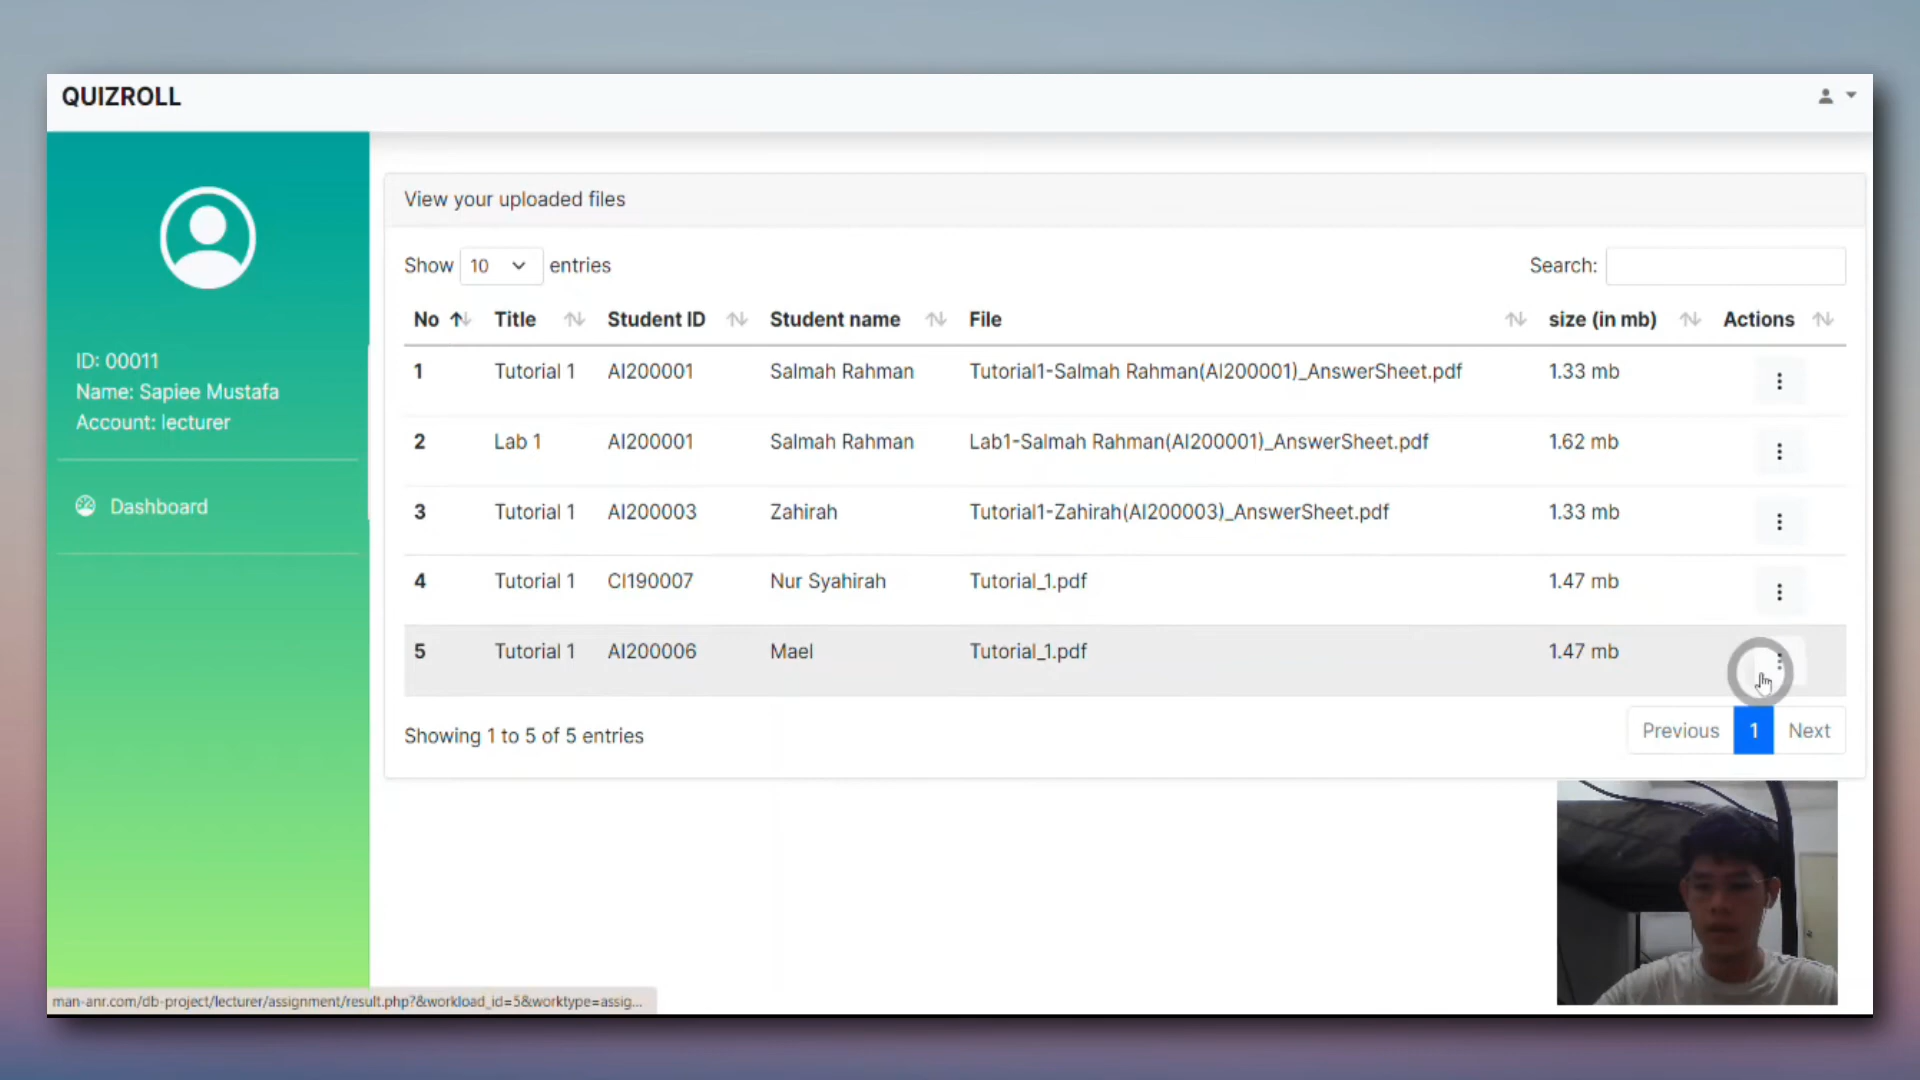 QUIZROLL
ID: 00011
Name: Sapiee Mustafa
Account: lecturer
Dashboard
View your uploaded files
Show 10 entries
Search:
No Title Student ID Student name File size (in mb) Actions
1 Tutorial 1 AI200001 Salmah Rahman Tutorial1-Salmah Rahman(AI200001)_AnswerSheet.pdf 1.33 mb
2 Lab 1 AI200001 Salmah Rahman Lab1-Salmah Rahman(AI200001)_AnswerSheet.pdf 1.62 mb
3 Tutorial 1 AI200003 Zahirah Tutorial1-Zahirah(AI200003)_AnswerSheet.pdf 1.33 mb
4 Tutorial 1 CI190007 Nur Syahirah Tutorial_1.pdf 1.47 mb
5 Tutorial 1 AI200006 Mael Tutorial_1.pdf 1.47 mb
Showing 1 to 5 of 5 entries
Previous 1 Next
man-anr.com/db-project/lecturer/assignment/result.php?&workload_id=5&worktype=assig...